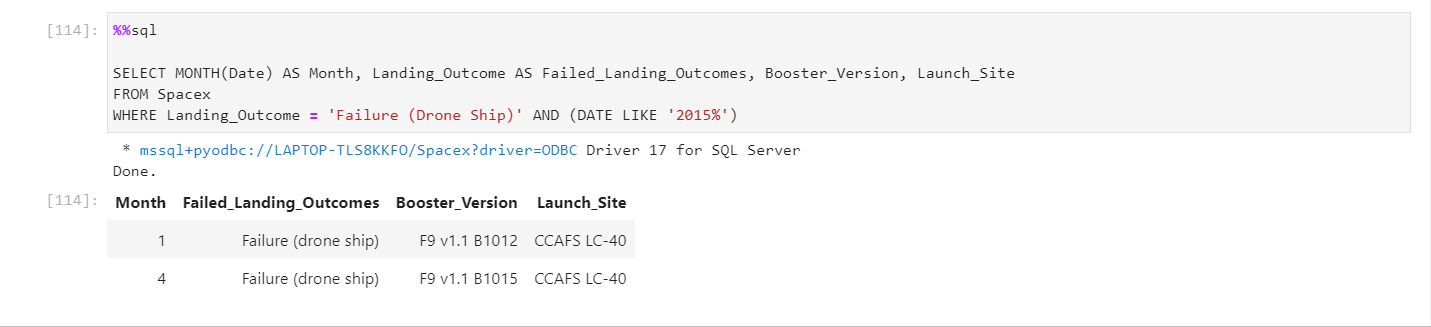 [114]: %%sql
SELECT MONTH(Date) AS Month, Landing_Outcome AS Failed_Landing_Outcomes, Booster_Version, Launch_Site
FROM Spacex
WHERE Landing_Outcome = 'Failure (Drone Ship)' AND (DATE LIKE '2015%')
* mssql+pyodbc://LAPTOP-TLS8KKFO/Spacex?driver=ODBC Driver 17 for SQL Server
Done.
[114]: Month Failed_Landing_Outcomes Booster_Version Launch_Site
1 Failure (drone ship) F9 v1.1 B1012 CCAFS LC-40
4 Failure (drone ship) F9 v1.1 B1015 CCAFS LC-40